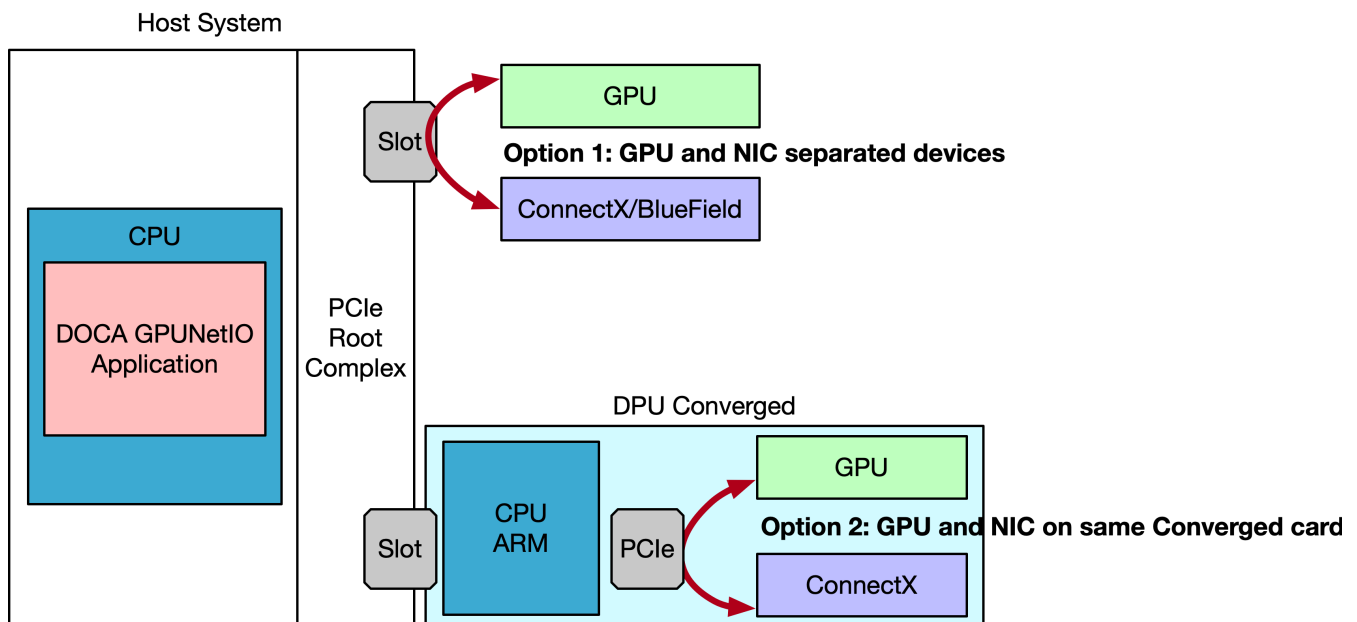 Host System
Slot
GPU
Option 1: GPU and NIC separated devices
ConnectX/BlueField
CPU
DOCA GPUNetIO
Application
PCIe
Root
Complex
DPU Converged
Slot
CPU
ARM
PCIe
GPU
Option 2: GPU and NIC on same Converged card
ConnectX